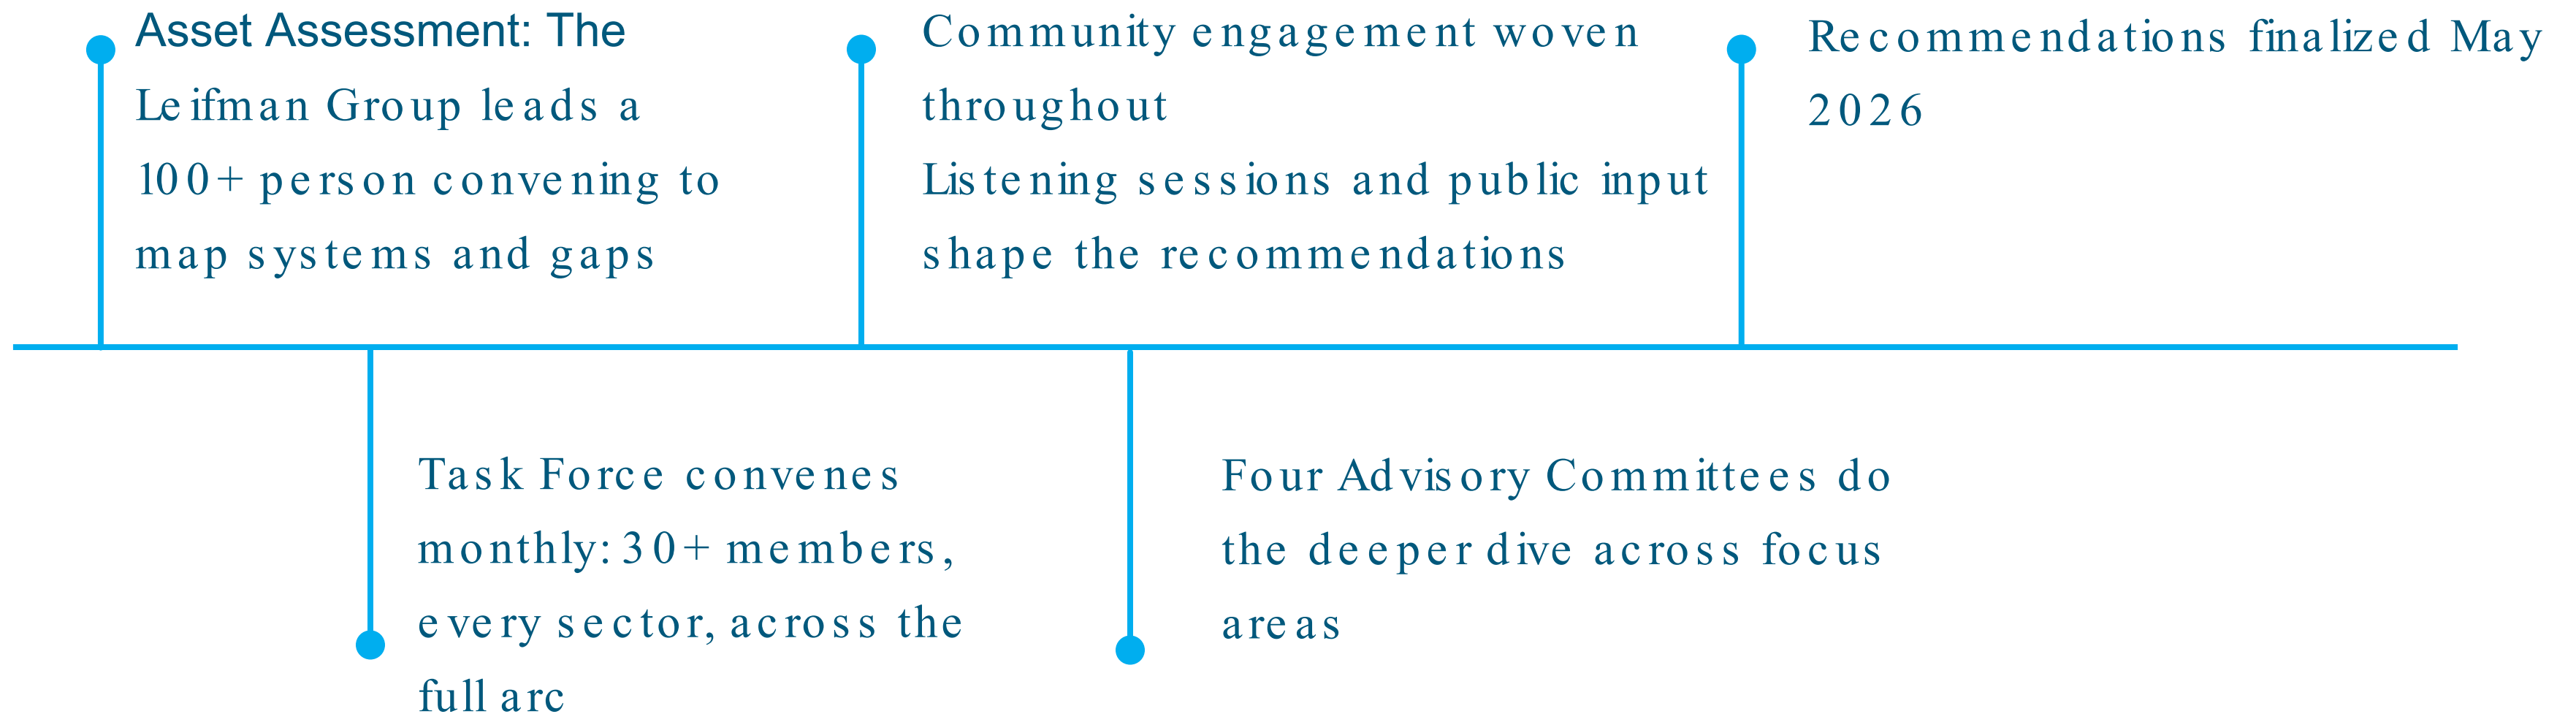 Asset Assessment: The
Leifman Group leads a
100+ person convening to
map systems and gaps
Task Force convenes
monthly: 30+ members,
every sector, across the
full arc
Community engagement woven
throughout
Listening sessions and public input
shape the recommendations
Four Advisory Committees do
the deeper dive across focus
areas
Recommendations finalized May
2026